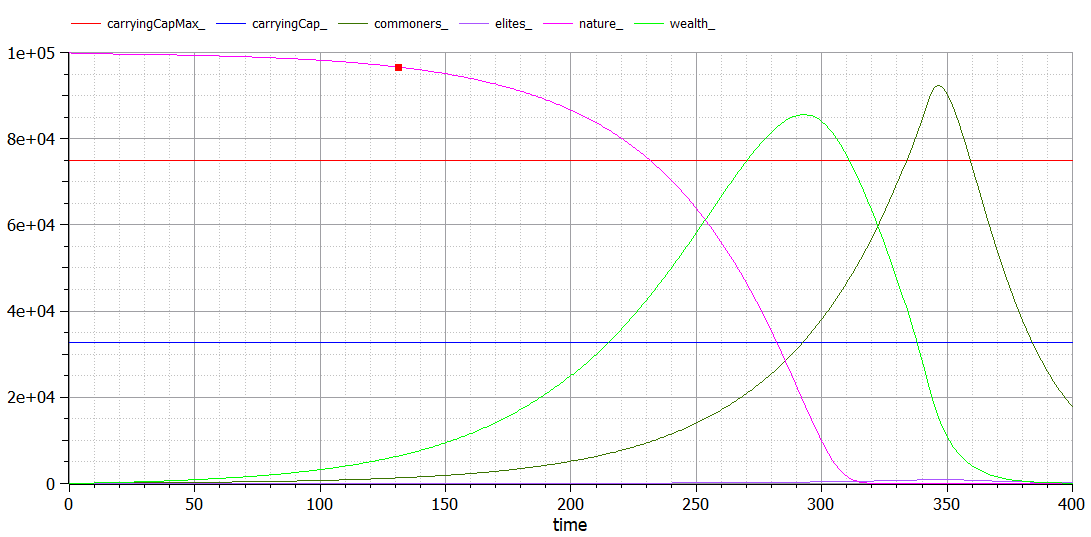 carryingCapMax_ carryingCap_ commoners_ elites_ nature_ wealth_
1e+05
8e+04
6e+04
4e+04
2e+04
0
0 50 100 150 200 250 300 350 400
time